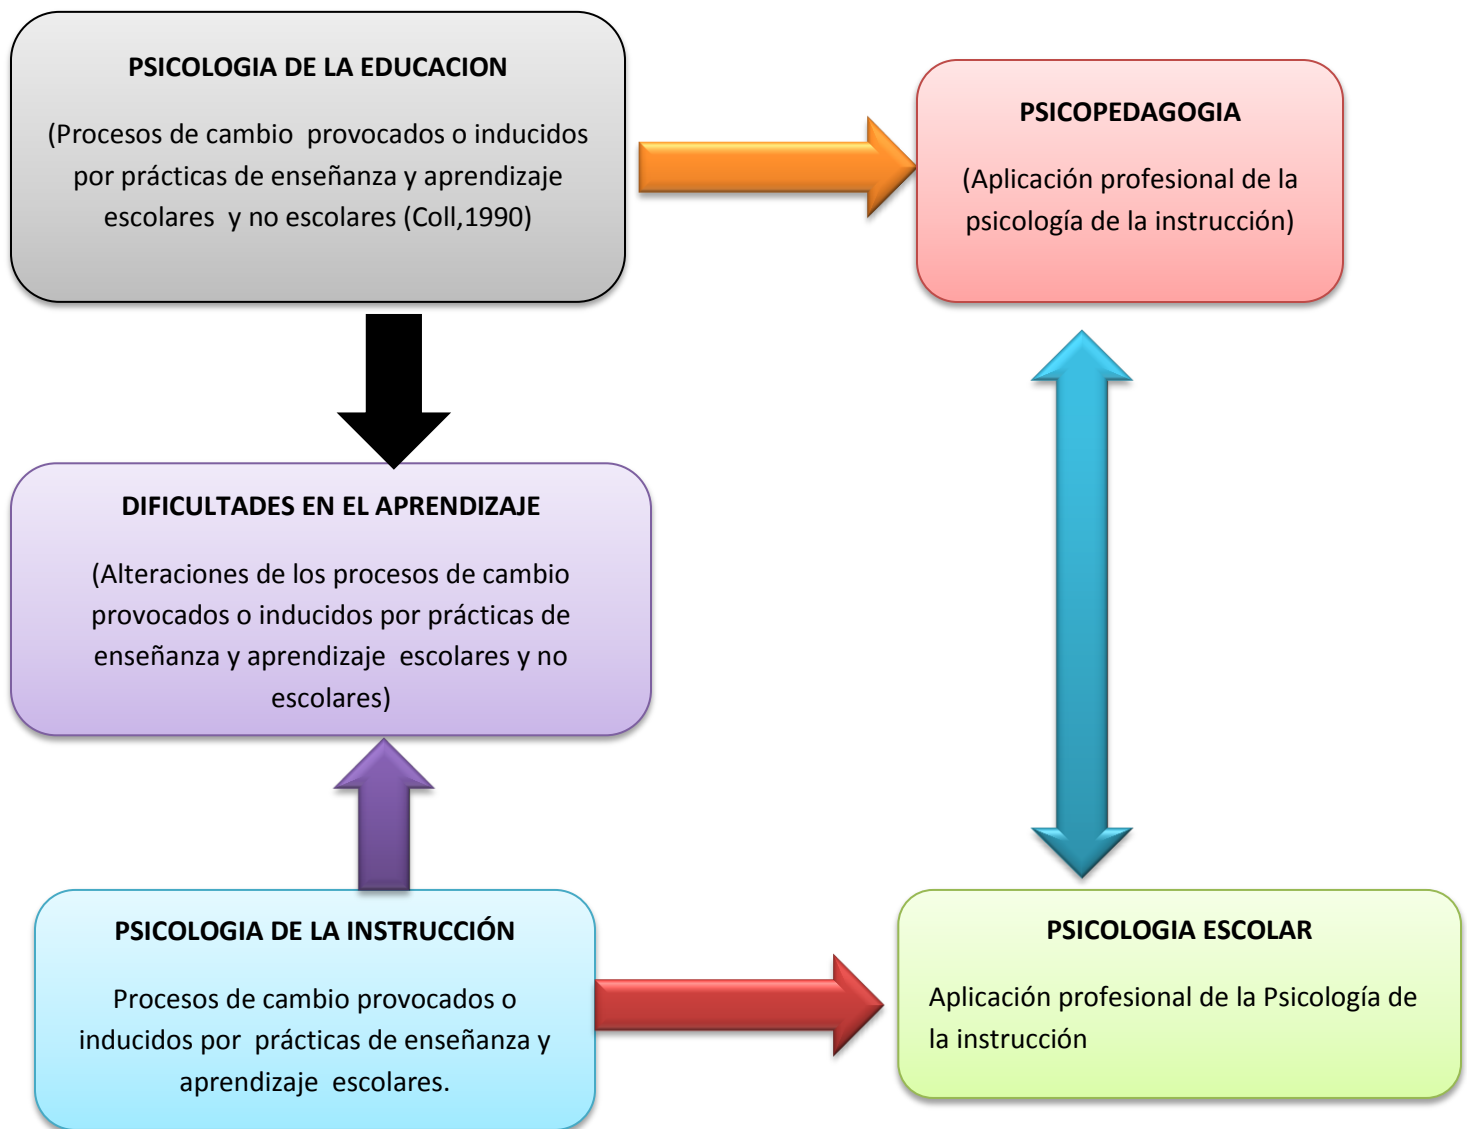 PSICOLOGIA DE LA EDUCACION
(Procesos de cambio provocados o inducidos
por prácticas de enseñanza y aprendizaje
escolares y no escolares (Coll,1990)
PSICOPEDAGOGIA
(Aplicación profesional de la
psicología de la instrucción)
DIFICULTADES EN EL APRENDIZAJE
(Alteraciones de los procesos de cambio
provocados o inducidos por prácticas de
enseñanza y aprendizaje escolares y no
escolares)
PSICOLOGIA DE LA INSTRUCCIÓN
Procesos de cambio provocados o
inducidos por prácticas de enseñanza y
aprendizaje escolares.
PSICOLOGIA ESCOLAR
Aplicación profesional de la Psicología de
la instrucción